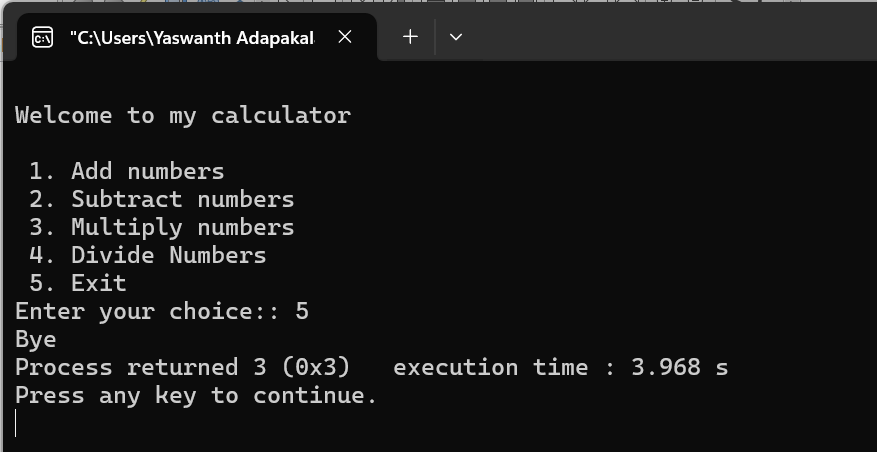 "C:\Users\Yaswanth Adapakal
Welcome to my calculator
1. Add numbers
2. Subtract numbers
3. Multiply numbers
4. Divide Numbers
5. Exit
Enter your choice:: 5
Bye
Process returned 3 (0x3)   execution time : 3.968 s
Press any key to continue.